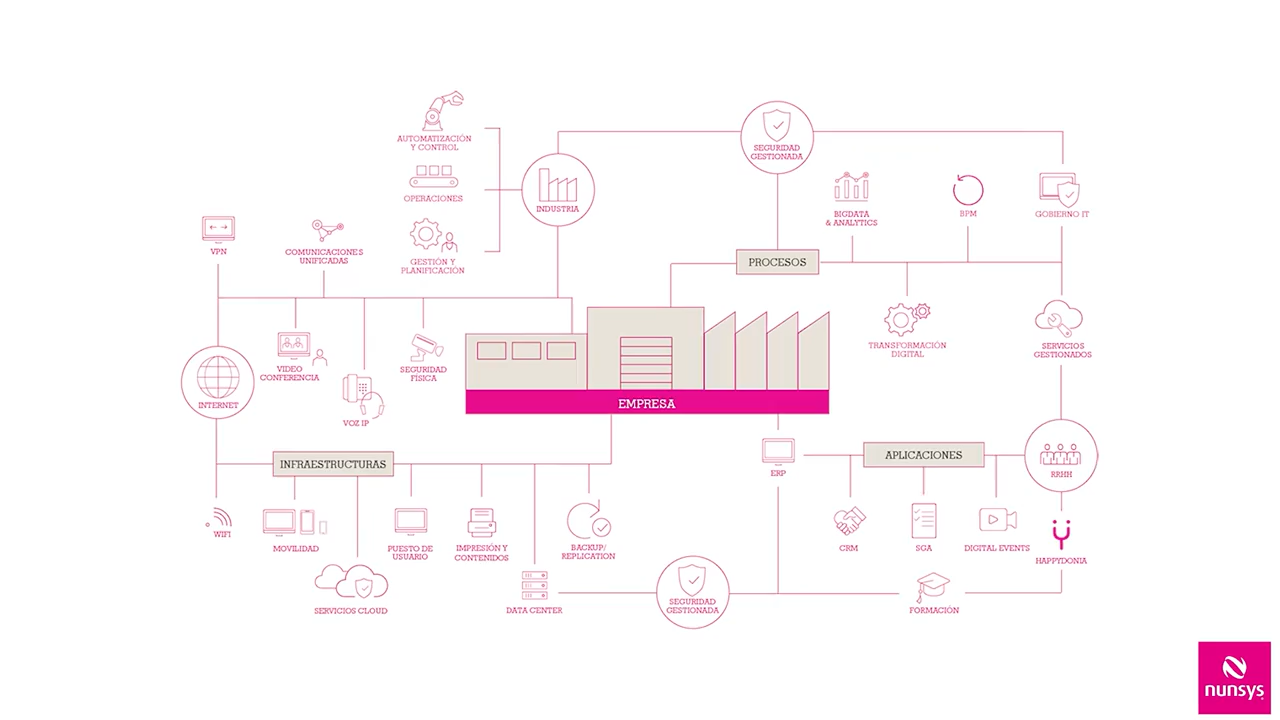 AUTOMATIZACIÓN
Y CONTROL
OPERACIONES
GESTIÓN Y
PLANIFICACIÓN
INDUSTRIA
SEGURIDAD
GESTIONADA
BIGDATA
& ANALYTICS
BPM
GOBIERNO IT
VPN
COMUNICACIONES
UNIFICADAS
PROCESOS
VIDEO
CONFERENCIA
VOZ IP
SEGURIDAD
FÍSICA
TRANSFORMACIÓN
DIGITAL
SERVICIOS
GESTIONADOS
INTERNET
EMPRESA
INFRAESTRUCTURAS
ERP
APLICACIONES
RRHH
WIFI
MOVILIDAD
PUESTO DE
USUARIO
IMPRESIÓN Y
CONTENIDOS
BACKUP/
REPLICATION
CRM
SGA
DIGITAL EVENTS
HAPPYDONIA
SERVICIOS CLOUD
DATA CENTER
SEGURIDAD
GESTIONADA
FORMACIÓN
nunsys